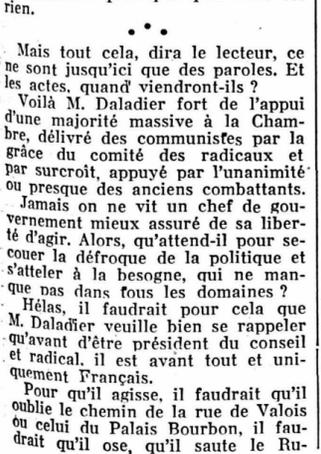 rien.
Mais tout cela, dira le lecteur, ce
ne sont jusqu'ici que des paroles. Et
les actes, quand viendront-ils ?
Voilà M. Daladier fort de l'appui
d'une majorité massive à la Cham-
bre, délivré des communistes par la
grâce du comité des radicaux et
par surcroît, appuyé par l'unanimité
ou presque des anciens combattants.
Jamais on ne vit un chef de gou-
vernement mieux assuré de sa liber-
té d'agir. Alors, qu'attend-il pour se-
couer la défroque de la politique et
s'atteler à la besogne, qui ne man-
que pas dans tous les domaines ?
Hélas, il faudrait pour cela que
M. Daladier veuille bien se rappeler
qu'avant d'être président du conseil
et radical, il est avant tout et uni-
quement Français.
Pour qu'il agisse, il faudrait qu'il
oublie le chemin de la rue de Valois
ou celui du Palais Bourbon, il fau-
drait qu'il ose, qu'il saute le Ru-